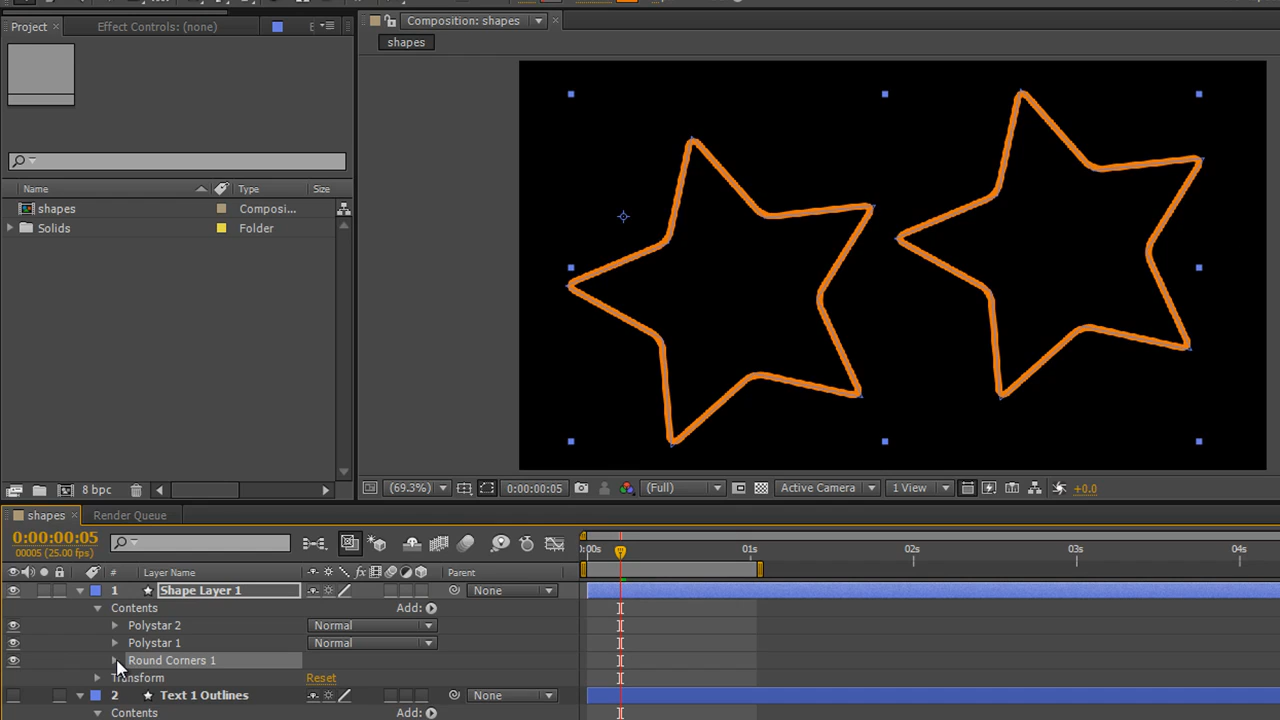 Project × Effect Controls: (none) E
Composition: shapes ×
shapes
Name Type Size
shapes Composi...
Solids Folder
8 bpc
(69.3%) 0:00:00:05 (Full) Active Camera 1 View +0.0
shapes × Render Queue
0:00:00:05
00005 (25.00 fps)
:00s 01s 02s 03s 04s
# Layer Name fx Parent
1 Shape Layer 1 None
Contents Add:
Polystar 2 Normal
Polystar 1 Normal
Round Corners 1
Transform Reset
2 Text 1 Outlines None
Contents Add: